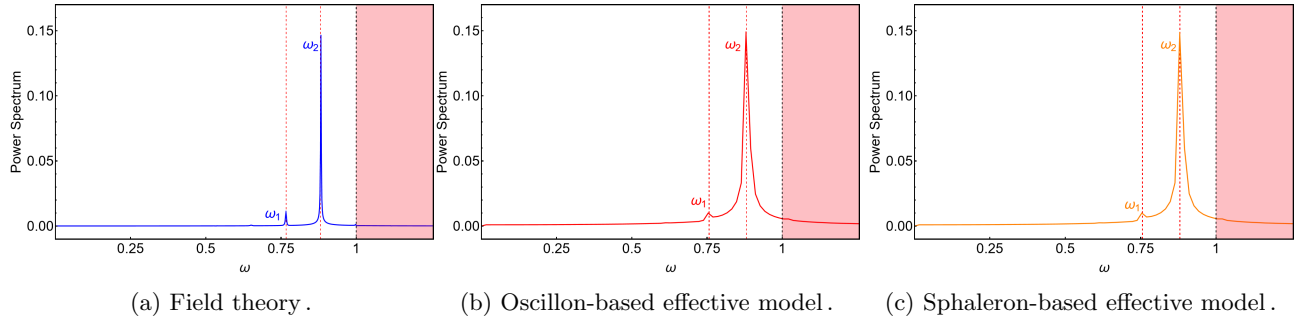 0.15
0.10
0.05
0.00
Power Spectrum
ω₂
ω₁
0.25
0.5
0.75
1
ω
(a) Field theory .
0.15
0.10
0.05
0.00
Power Spectrum
ω₂
ω₁
0.25
0.5
0.75
1
ω
(b) Oscillon-based effective model .
0.15
0.10
0.05
0.00
Power Spectrum
ω₂
ω₁
0.25
0.5
0.75
1
ω
(c) Sphaleron-based effective model .